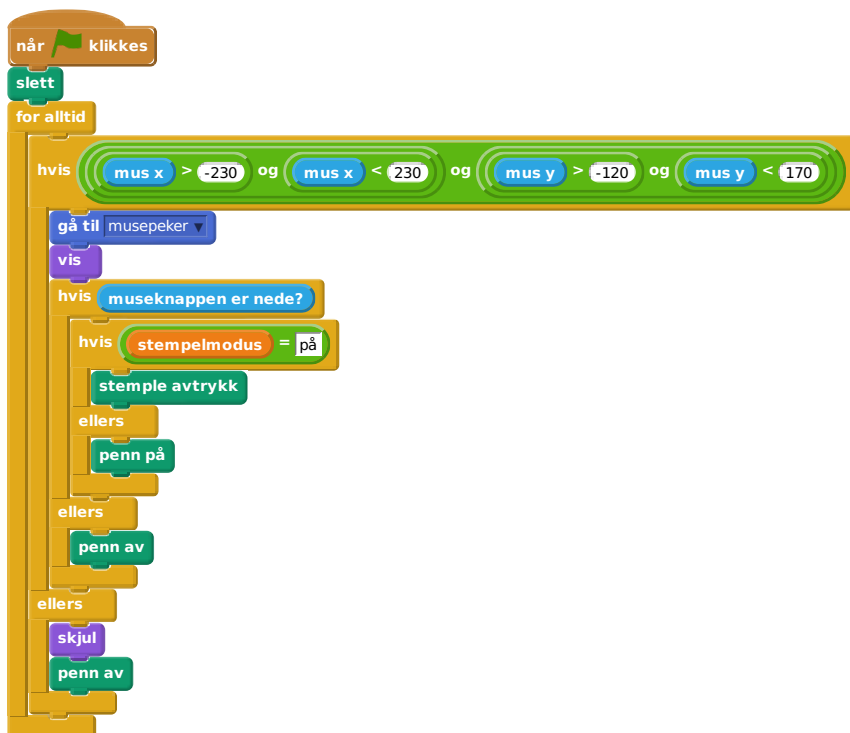 når klikkes
slett
for alltid
hvis mus x > -230 og mus x < 230 og mus y > -120 og mus y < 170
gå til musepeker
vis
hvis museknappen er nede?
hvis stempelmodus = på
stemple avtrykk
ellers
penn på
ellers
penn av
ellers
skjul
penn av